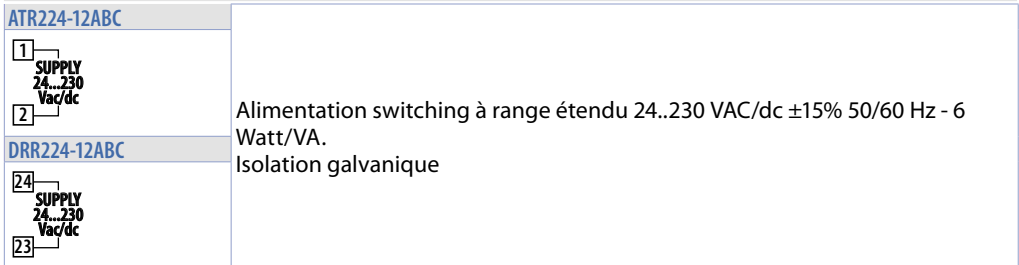 ATR224-12ABC
1
SUPPLY
24...230
Vac/dc
2
DRR224-12ABC
24
SUPPLY
24...230
Vac/dc
23
Alimentation switching à range étendu 24..230 VAC/dc ±15% 50/60 Hz - 6
Watt/VA.
Isolation galvanique